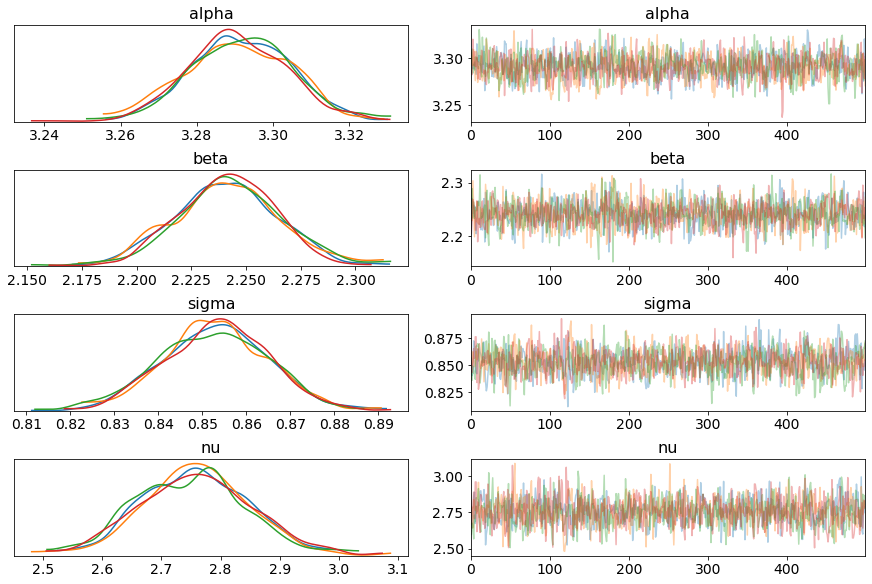 alpha
alpha
3.30
3.25
3.24 3.26 3.28 3.30 3.32
0 100 200 300 400
beta
beta
2.3
2.2
2.150 2.175 2.200 2.225 2.250 2.275 2.300
0 100 200 300 400
sigma
sigma
0.875
0.850
0.825
0.81 0.82 0.83 0.84 0.85 0.86 0.87 0.88 0.89
0 100 200 300 400
nu
nu
3.00
2.75
2.50
2.5 2.6 2.7 2.8 2.9 3.0 3.1
0 100 200 300 400